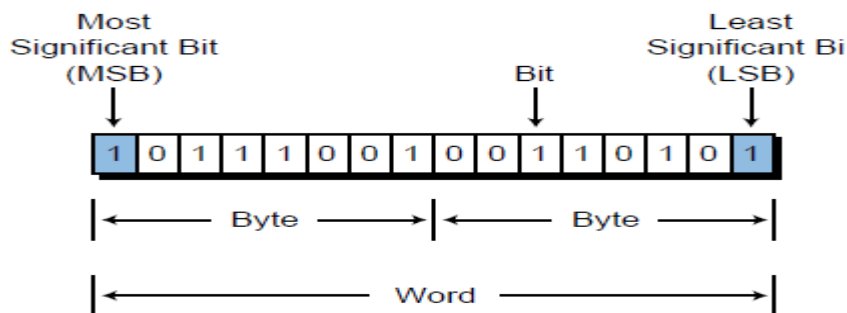 Most
Significant Bit
(MSB)
Bit
Least
Significant Bi
(LSB)
1 0 1 1 1 0 0 1 0 0 1 1 0 1 0 1
Byte Byte
Word